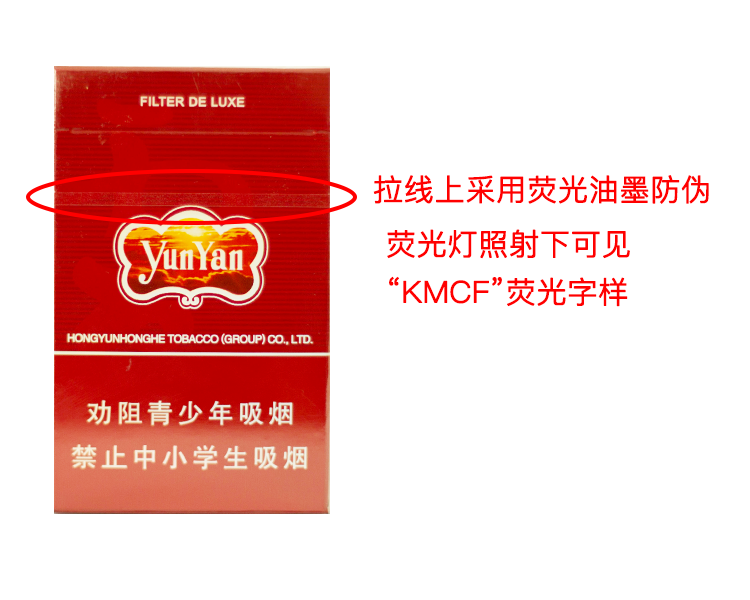 FILTER DE LUXE
拉线上采用荧光油墨防伪
荧光灯照射下可见
“KMCF”荧光字样
YunYan
HONGYUNHONGHE TOBACCO (GROUP) CO., LTD.
劝阻青少年吸烟
禁止中小学生吸烟